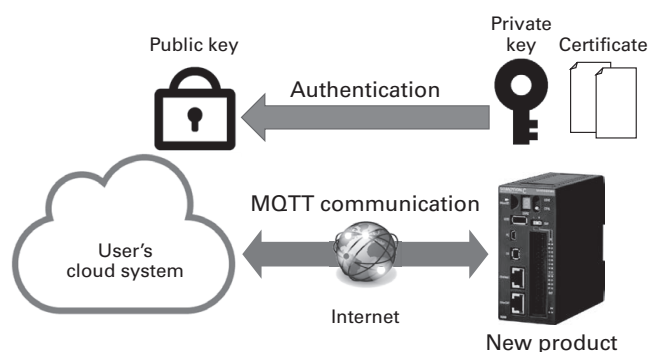 Private
key
Public key
Certificate
Authentication
MQTT communication
User's
cloud system
Internet
New product